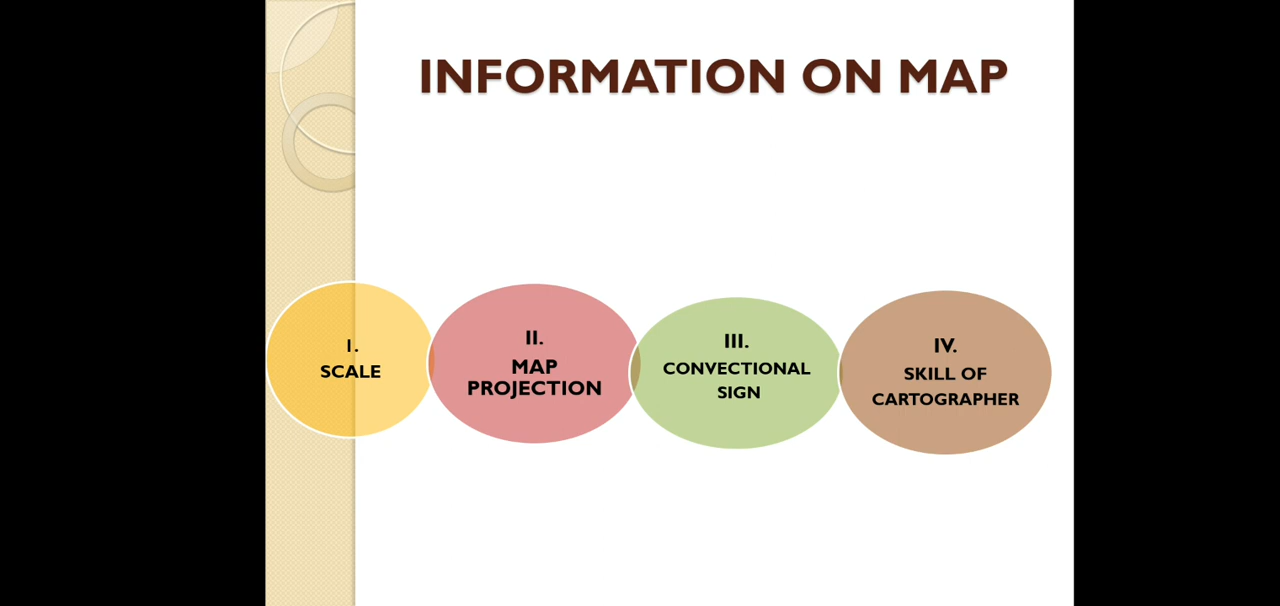 INFORMATION ON MAP
I.
SCALE
II.
MAP
PROJECTION
III.
CONVECTIONAL
SIGN
IV.
SKILL OF
CARTOGRAPHER